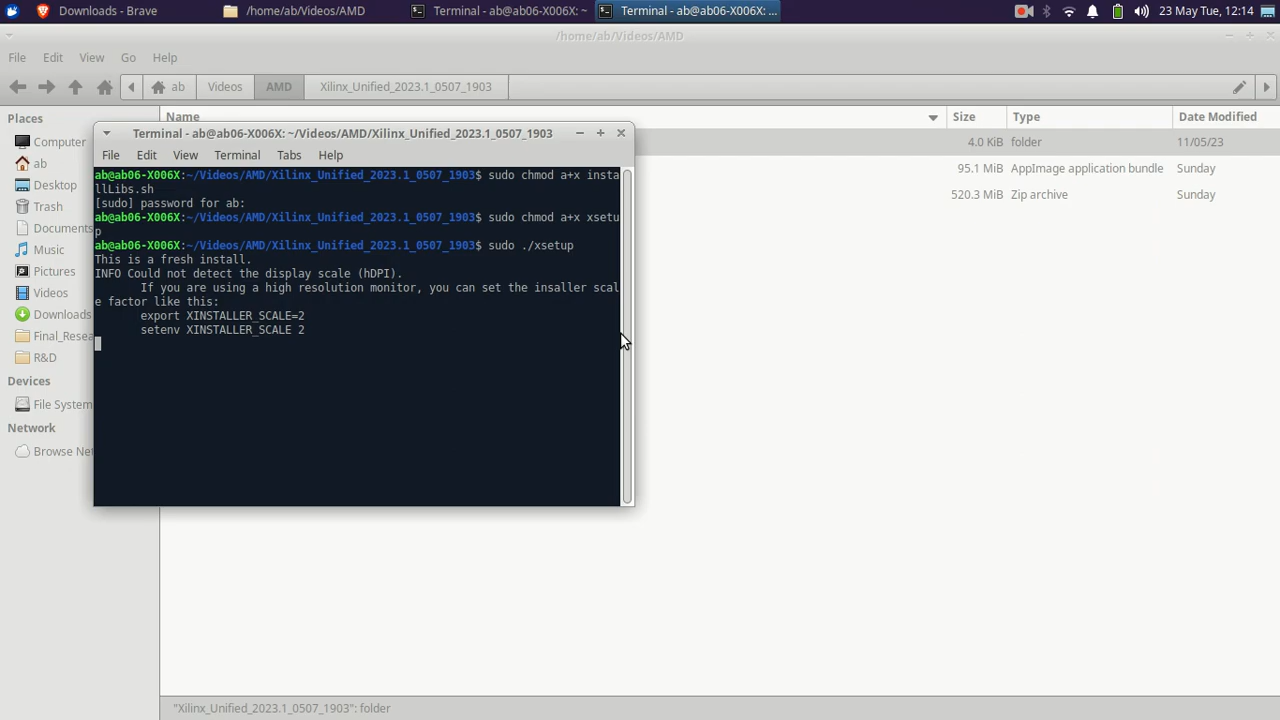 Downloads - Brave
/home/ab/Videos/AMD
Terminal - ab@ab06-X006X: ~
Terminal - ab@ab06-X006X: ...
23 May Tue, 12:14
/home/ab/Videos/AMD
File Edit View Go Help
ab Videos AMD Xilinx_Unified_2023.1_0507_1903
Places
Computer
ab
Desktop
Trash
Documents
Music
Pictures
Videos
Downloads
Final_Resea
R&D
Devices
File System
Network
Browse Net
Name Size Type Date Modified
4.0 KiB folder 11/05/23
95.1 MiB AppImage application bundle Sunday
520.3 MiB Zip archive Sunday
Terminal - ab@ab06-X006X: ~/Videos/AMD/Xilinx_Unified_2023.1_0507_1903
File Edit View Terminal Tabs Help
ab@ab06-X006X:~/Videos/AMD/Xilinx_Unified_2023.1_0507_1903$ sudo chmod a+x insta
llLibs.sh
[sudo] password for ab:
ab@ab06-X006X:~/Videos/AMD/Xilinx_Unified_2023.1_0507_1903$ sudo chmod a+x xsetu
p
ab@ab06-X006X:~/Videos/AMD/Xilinx_Unified_2023.1_0507_1903$ sudo ./xsetup
This is a fresh install.
INFO Could not detect the display scale (hDPI).
If you are using a high resolution monitor, you can set the insaller scal
e factor like this:
export XINSTALLER_SCALE=2
setenv XINSTALLER_SCALE 2
"Xilinx_Unified_2023.1_0507_1903": folder